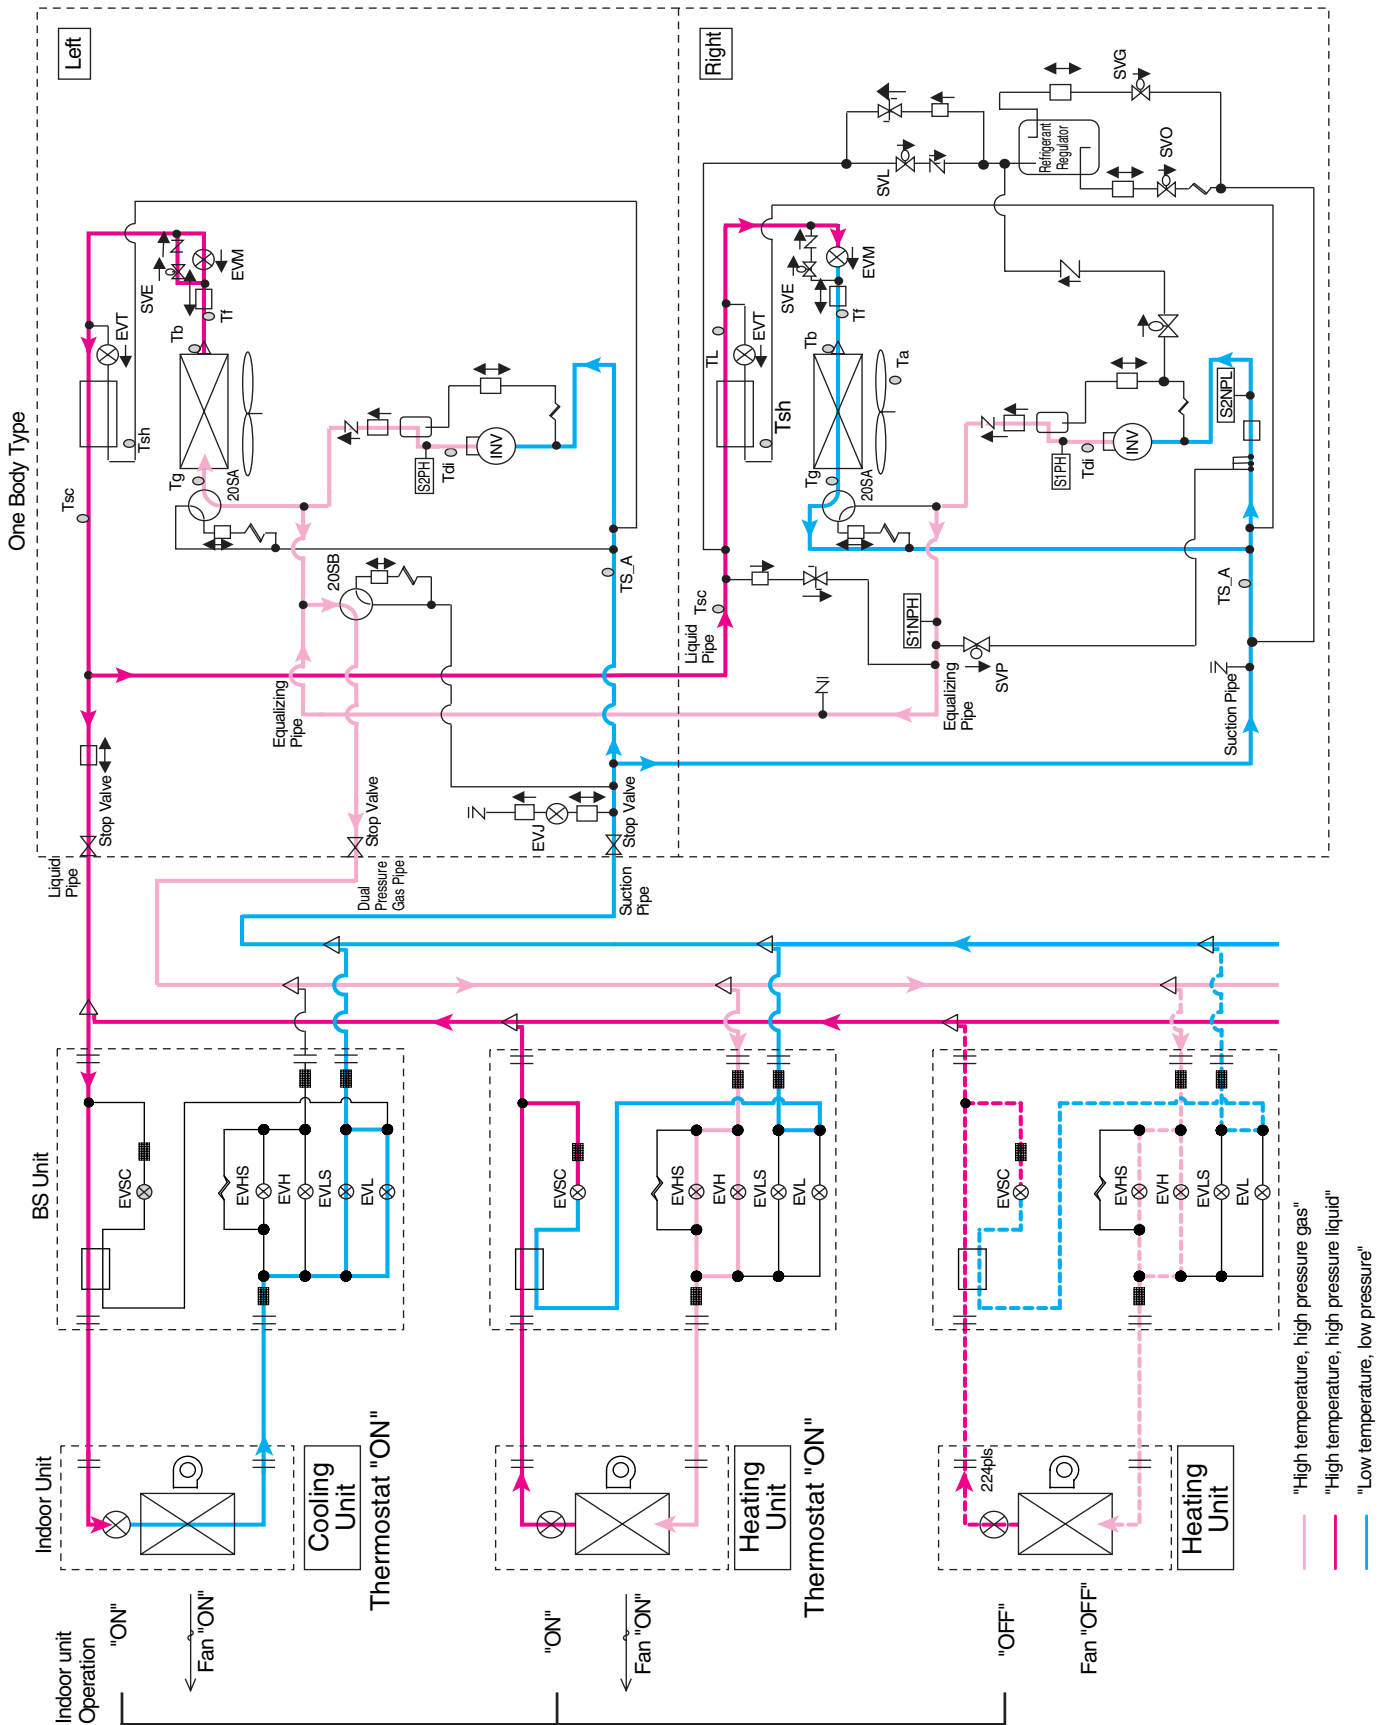 One Body Type
Left
Right
SVG
SVL
Refrigerant
Regulator
SVO
EVT
SVE
EVM
Tb
Tf
Tsh
Tsc
Tg
20SA
S2PH
Tdi
INV
20SB
TS_A
TL
EVT
SVE
EVM
Tb
Tf
Tsh
Ta
Tg
20SA
S1PH
Tdi
INV
S2NPL
TS_A
Tsc
S1NPH
SVP
Liquid
Pipe
Equalizing
Pipe
Equalizing
Pipe
Suction Pipe
Stop Valve
Stop Valve
EVJ
Stop Valve
Liquid
Pipe
Dual
Pressure
Gas Pipe
Suction
Pipe
BS Unit
EVSC
EVHS
EVH
EVLS
EVL
EVSC
EVHS
EVH
EVLS
EVL
EVSC
EVHS
EVH
EVLS
EVL
Indoor Unit
Cooling
Unit
Thermostat "ON"
Heating
Unit
Thermostat "ON"
224pls
Heating
Unit
Indoor unit
Operation
"ON"
Fan "ON"
"ON"
Fan "ON"
"OFF"
Fan "OFF"
"High temperature, high pressure gas"
"High temperature, high pressure liquid"
"Low temperature, low pressure"